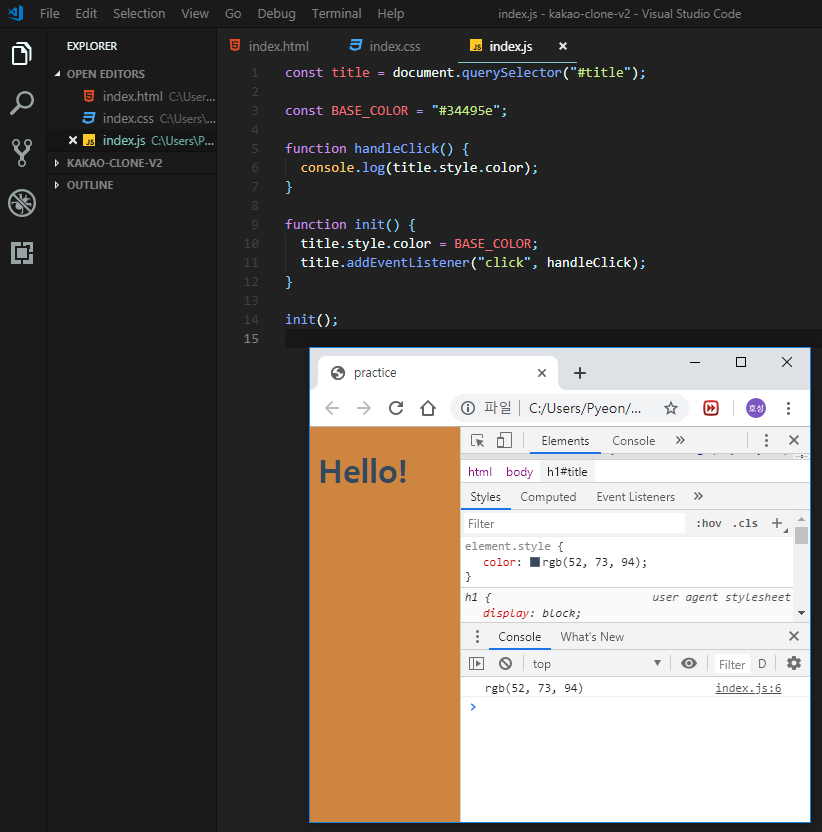 File Edit Selection View Go Debug Terminal Help index.js - kakao-clone-v2 - Visual Studio Code
EXPLORER
OPEN EDITORS
index.html C:\User...
index.css C:\Users\...
index.js C:\Users\P...
KAKAO-CLONE-V2
OUTLINE
index.html index.css index.js
1 const title = document.querySelector("#title");
2
3 const BASE_COLOR = "#34495e";
4
5 function handleClick() {
6 console.log(title.style.color);
7 }
8
9 function init() {
10 title.style.color = BASE_COLOR;
11 title.addEventListener("click", handleClick);
12 }
13
14 init();
15
practice
파일 C:/Users/Pyeon/... 호성
Hello!
Elements Console
html body h1#title
Styles Computed Event Listeners
Filter :hov .cls
element.style {
color: rgb(52, 73, 94);
}
h1 { user agent stylesheet
display: block;
Console What's New
top Filter D
rgb(52, 73, 94) index.js:6